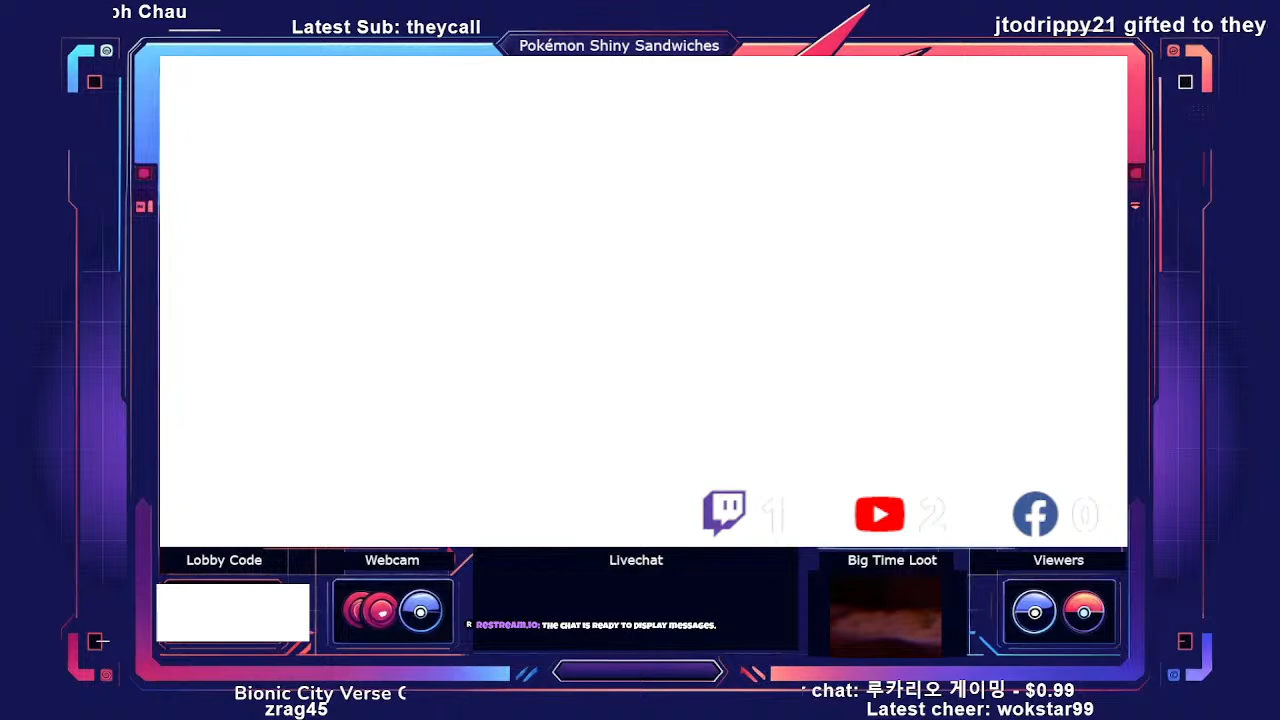 oh Chau
Latest Sub: theycall
jtodrippy21 gifted to they
Pokémon Shiny Sandwiches
1
2
0
Lobby Code
Webcam
Livechat
Big Time Loot
Viewers
R Restream.io: The chat is ready to display messages.
Bionic City Verse
zrag45
chat: 루카리오 게이밍 - $0.99
Latest cheer: wokstar99